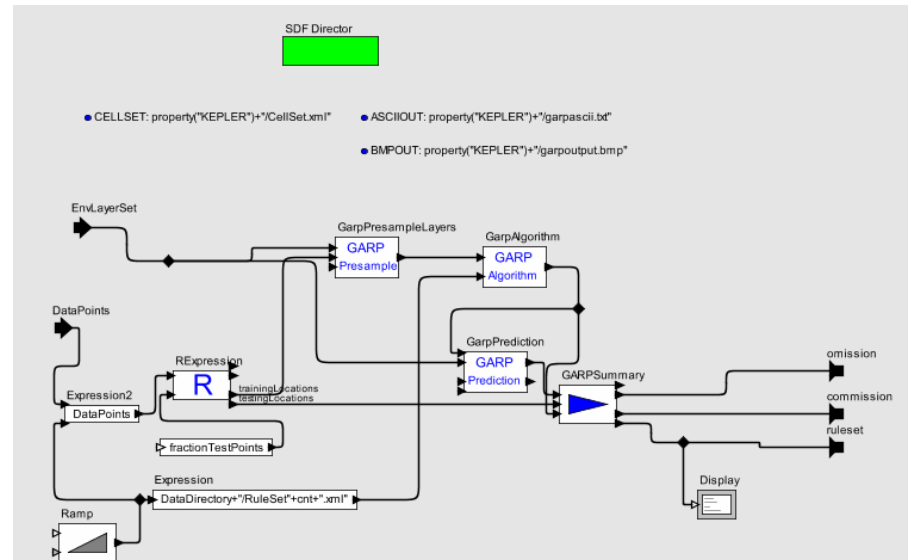 SDF Director
CELLSET: property("KEPLER")+"/CellSet.xml"
ASCIIOUT: property("KEPLER")+"/garpascii.txt"
BMPOUT: property("KEPLER")+"/garpoutput.bmp"
EnvLayerSet
GarpPresampleLayers
GARP
Presample
GarpAlgorithm
GARP
Algorithm
DataPoints
GarpPrediction
GARP
Prediction
RExpression
R
trainingLocations
testingLocations
GARPSummary
omission
commission
ruleset
Expression2
DataPoints
fractionTestPoints
Expression
DataDirectory+"/RuleSet"+cnt+".xml"
Display
Ramp